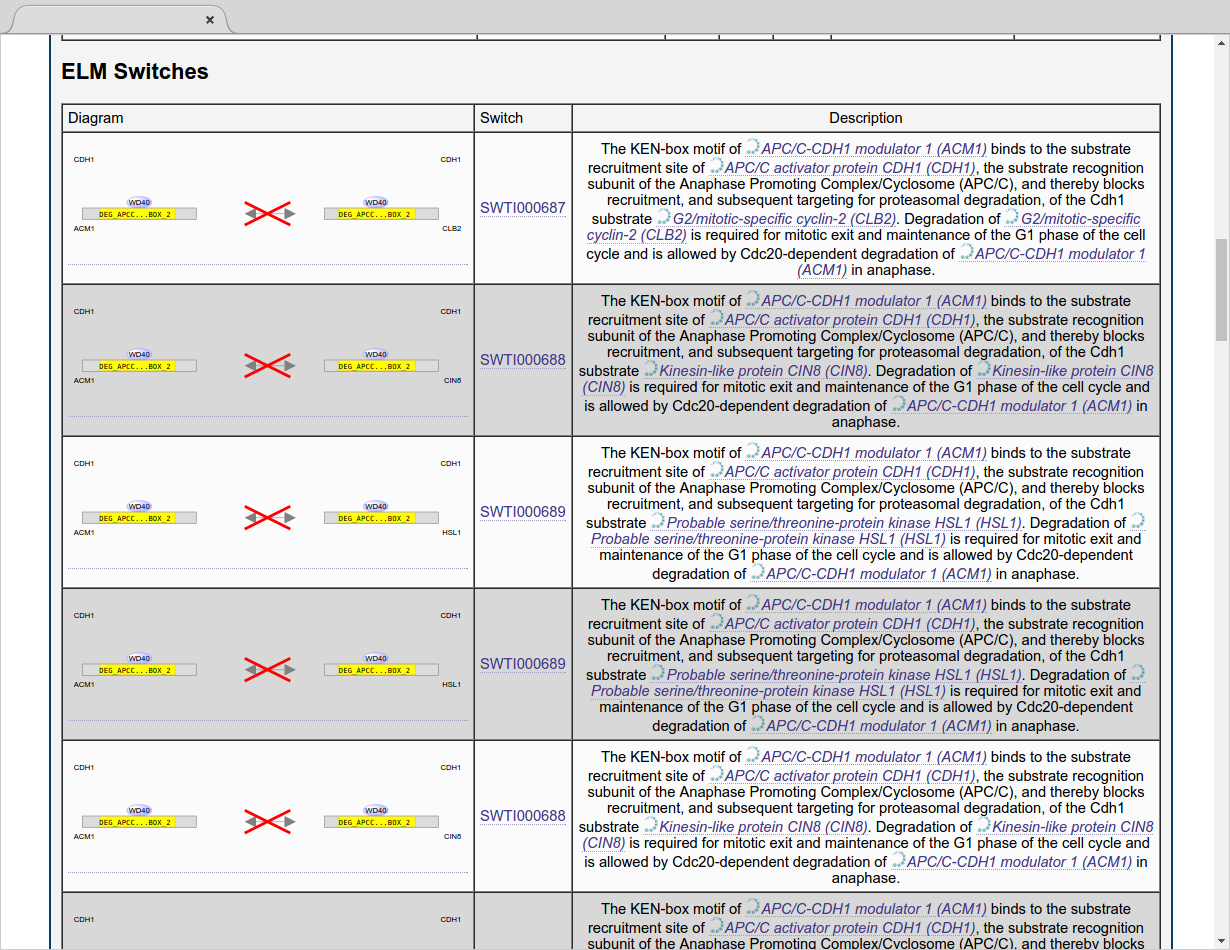 ELM Switches
Diagram Switch Description
CDH1 CDH1
WD40 WD40
DEG_APCC...BOX_2 DEG_APCC...BOX_2
ACM1 CLB2
SWTI000687
The KEN-box motif of APC/C-CDH1 modulator 1 (ACM1) binds to the substrate
recruitment site of APC/C activator protein CDH1 (CDH1), the substrate recognition
subunit of the Anaphase Promoting Complex/Cyclosome (APC/C), and thereby blocks
recruitment, and subsequent targeting for proteasomal degradation, of the Cdh1
substrate G2/mitotic-specific cyclin-2 (CLB2). Degradation of G2/mitotic-specific
cyclin-2 (CLB2) is required for mitotic exit and maintenance of the G1 phase of the cell
cycle and is allowed by Cdc20-dependent degradation of APC/C-CDH1 modulator 1
(ACM1) in anaphase.
CDH1 CDH1
WD40 WD40
DEG_APCC...BOX_2 DEG_APCC...BOX_2
ACM1 CIN8
SWTI000688
The KEN-box motif of APC/C-CDH1 modulator 1 (ACM1) binds to the substrate
recruitment site of APC/C activator protein CDH1 (CDH1), the substrate recognition
subunit of the Anaphase Promoting Complex/Cyclosome (APC/C), and thereby blocks
recruitment, and subsequent targeting for proteasomal degradation, of the Cdh1
substrate Kinesin-like protein CIN8 (CIN8). Degradation of Kinesin-like protein CIN8
(CIN8) is required for mitotic exit and maintenance of the G1 phase of the cell cycle and
is allowed by Cdc20-dependent degradation of APC/C-CDH1 modulator 1 (ACM1) in
anaphase.
CDH1 CDH1
WD40 WD40
DEG_APCC...BOX_2 DEG_APCC...BOX_2
ACM1 HSL1
SWTI000689
The KEN-box motif of APC/C-CDH1 modulator 1 (ACM1) binds to the substrate
recruitment site of APC/C activator protein CDH1 (CDH1), the substrate recognition
subunit of the Anaphase Promoting Complex/Cyclosome (APC/C), and thereby blocks
recruitment, and subsequent targeting for proteasomal degradation, of the Cdh1
substrate Probable serine/threonine-protein kinase HSL1 (HSL1). Degradation of
Probable serine/threonine-protein kinase HSL1 (HSL1) is required for mitotic exit and
maintenance of the G1 phase of the cell cycle and is allowed by Cdc20-dependent
degradation of APC/C-CDH1 modulator 1 (ACM1) in anaphase.
CDH1 CDH1
WD40 WD40
DEG_APCC...BOX_2 DEG_APCC...BOX_2
ACM1 HSL1
SWTI000689
The KEN-box motif of APC/C-CDH1 modulator 1 (ACM1) binds to the substrate
recruitment site of APC/C activator protein CDH1 (CDH1), the substrate recognition
subunit of the Anaphase Promoting Complex/Cyclosome (APC/C), and thereby blocks
recruitment, and subsequent targeting for proteasomal degradation, of the Cdh1
substrate Probable serine/threonine-protein kinase HSL1 (HSL1). Degradation of
Probable serine/threonine-protein kinase HSL1 (HSL1) is required for mitotic exit and
maintenance of the G1 phase of the cell cycle and is allowed by Cdc20-dependent
degradation of APC/C-CDH1 modulator 1 (ACM1) in anaphase.
CDH1 CDH1
WD40 WD40
DEG_APCC...BOX_2 DEG_APCC...BOX_2
ACM1 CIN8
SWTI000688
The KEN-box motif of APC/C-CDH1 modulator 1 (ACM1) binds to the substrate
recruitment site of APC/C activator protein CDH1 (CDH1), the substrate recognition
subunit of the Anaphase Promoting Complex/Cyclosome (APC/C), and thereby blocks
recruitment, and subsequent targeting for proteasomal degradation, of the Cdh1
substrate Kinesin-like protein CIN8 (CIN8). Degradation of Kinesin-like protein CIN8
(CIN8) is required for mitotic exit and maintenance of the G1 phase of the cell cycle and
is allowed by Cdc20-dependent degradation of APC/C-CDH1 modulator 1 (ACM1) in
anaphase.
CDH1 CDH1
The KEN-box motif of APC/C-CDH1 modulator 1 (ACM1) binds to the substrate
recruitment site of APC/C activator protein CDH1 (CDH1), the substrate recognition
subunit of the Anaphase Promoting Complex/Cyclosome (APC/C), and thereby blocks